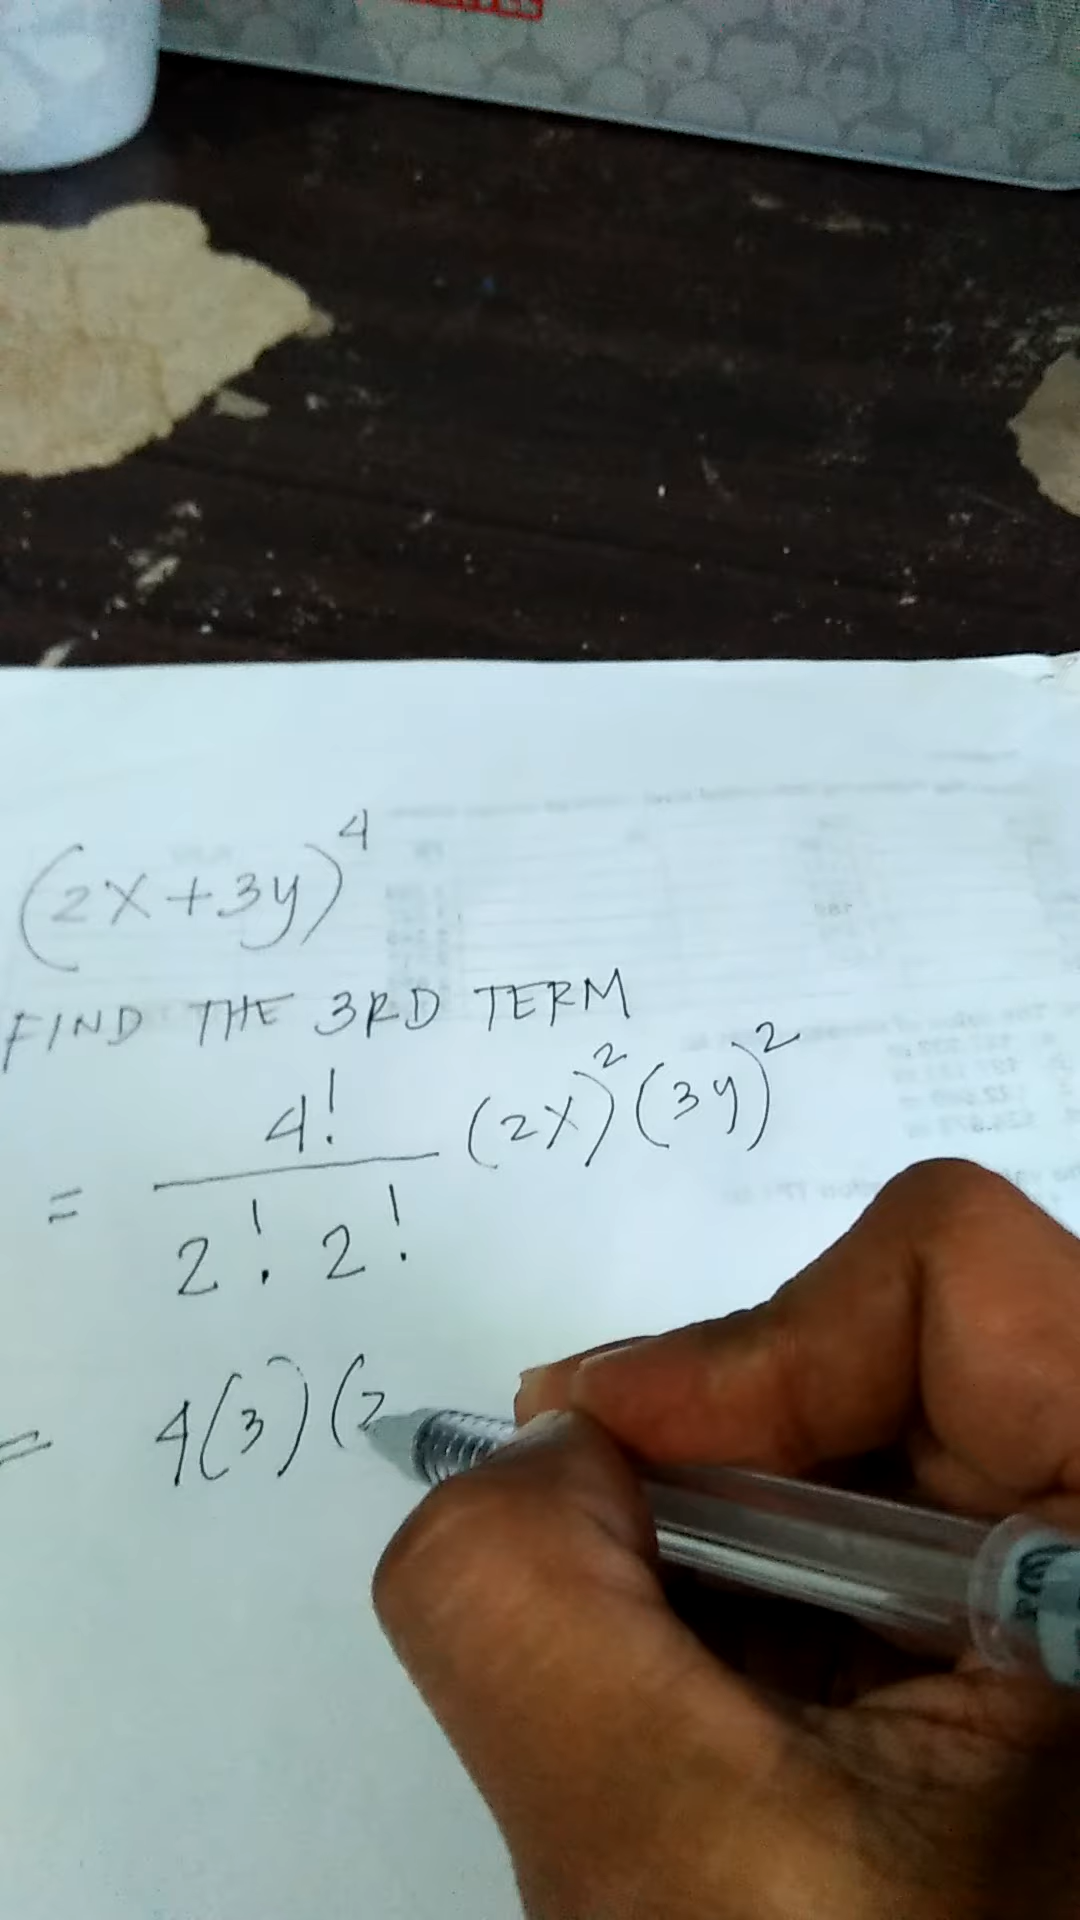 (2x+3y)^4
FIND THE 3RD TERM
= 4!/2! 2! (2x)^2 (3y)^2
= 4(3)(2